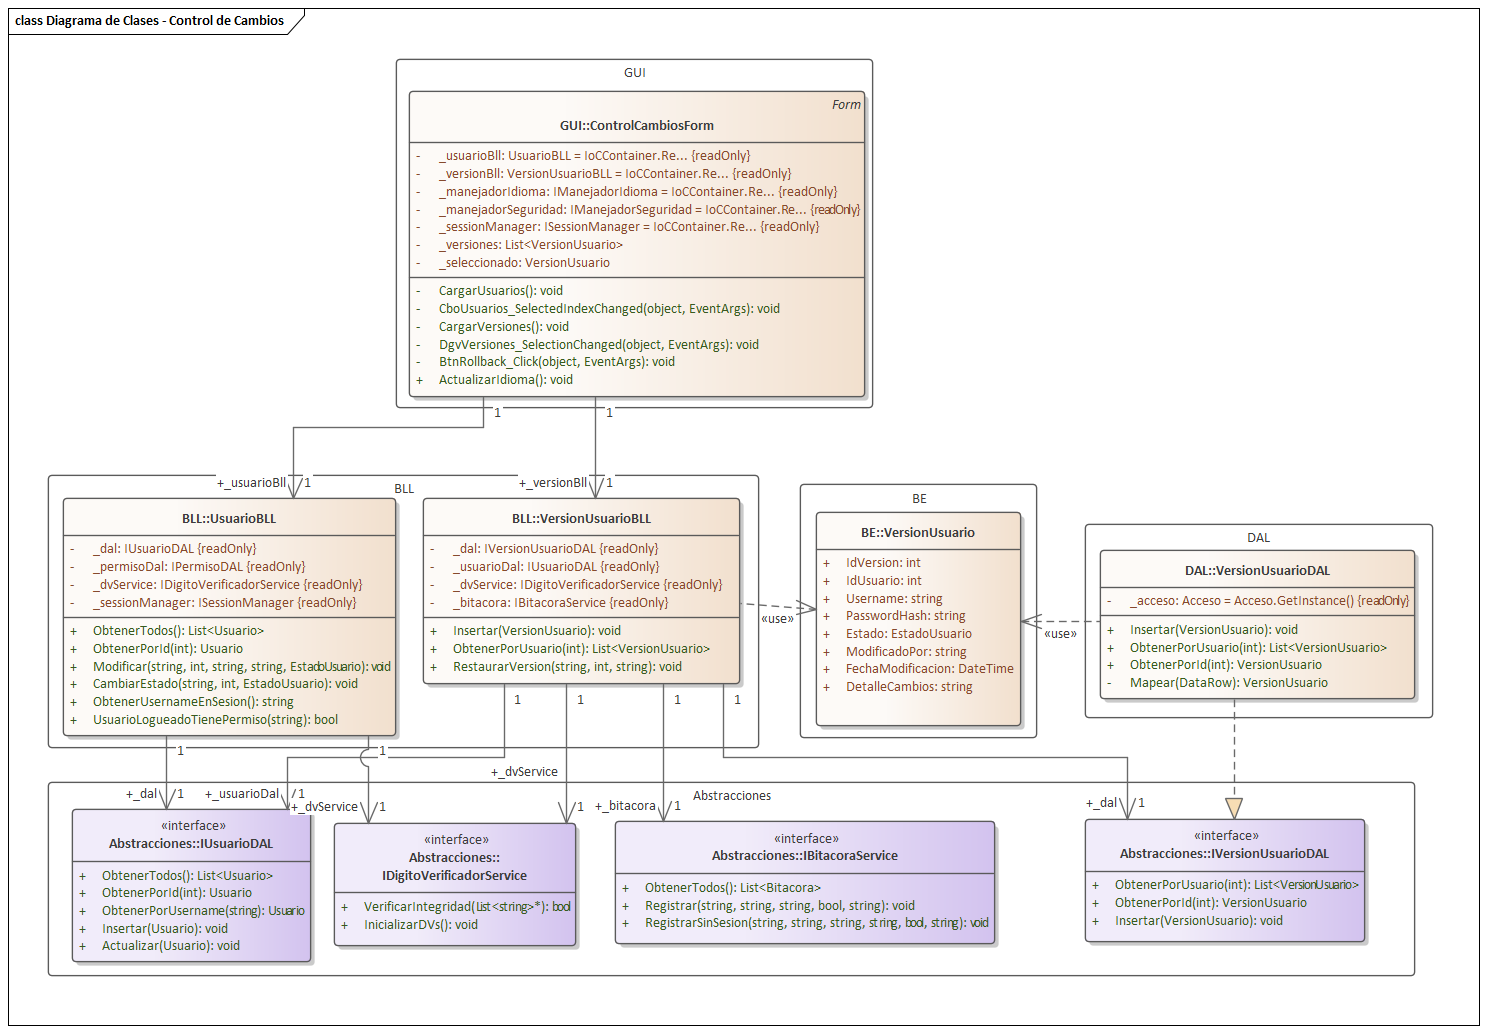 class Diagrama de Clases - Control de Cambios
GUI
Form
GUI::ControlCambiosForm
- _usuarioBll: UsuarioBLL = IoCContainer.Re... {readOnly}
- _versionBll: VersionUsuarioBLL = IoCContainer.Re... {readOnly}
- _manejadorIdioma: IManejadorIdioma = IoCContainer.Re... {readOnly}
- _manejadorSeguridad: IManejadorSeguridad = IoCContainer.Re... {readOnly}
- _sessionManager: ISessionManager = IoCContainer.Re... {readOnly}
- _versiones: List<VersionUsuario>
- _seleccionado: VersionUsuario
- CargarUsuarios(): void
- CboUsuarios_SelectedIndexChanged(object, EventArgs): void
- CargarVersiones(): void
- DgvVersiones_SelectionChanged(object, EventArgs): void
- BtnRollback_Click(object, EventArgs): void
+ ActualizarIdioma(): void
1
1
+_usuarioBll
1
+_versionBll
1
BLL
BLL::UsuarioBLL
- _dal: IUsuarioDAL {readOnly}
- _permisoDal: IPermisoDAL {readOnly}
- _dvService: IDigitoVerificadorService {readOnly}
- _sessionManager: ISessionManager {readOnly}
+ ObtenerTodos(): List<Usuario>
+ ObtenerPorId(int): Usuario
+ Modificar(string, int, string, string, EstadoUsuario): void
+ CambiarEstado(string, int, EstadoUsuario): void
+ ObtenerUsernameEnSesion(): string
+ UsuarioLogueadoTienePermiso(string): bool
BLL::VersionUsuarioBLL
- _dal: IVersionUsuarioDAL {readOnly}
- _usuarioDal: IUsuarioDAL {readOnly}
- _dvService: IDigitoVerificadorService {readOnly}
- _bitacora: IBitacoraService {readOnly}
+ Insertar(VersionUsuario): void
+ ObtenerPorUsuario(int): List<VersionUsuario>
+ RestaurarVersion(string, int, string): void
«use»
BE
BE::VersionUsuario
+ IdVersion: int
+ IdUsuario: int
+ Username: string
+ PasswordHash: string
+ Estado: EstadoUsuario
+ ModificadoPor: string
+ FechaModificacion: DateTime
+ DetalleCambios: string
«use»
DAL
DAL::VersionUsuarioDAL
- _acceso: Acceso = Acceso.GetInstance() {readOnly}
+ Insertar(VersionUsuario): void
+ ObtenerPorUsuario(int): List<VersionUsuario>
+ ObtenerPorId(int): VersionUsuario
- Mapear(DataRow): VersionUsuario
1
1
1
1
1
1
+_dvService
+_dal
1
+_usuarioDal
1
+_dvService
1
1
+_bitacora
1
+_dal
1
Abstracciones
«interface»
Abstracciones::IUsuarioDAL
+ ObtenerTodos(): List<Usuario>
+ ObtenerPorId(int): Usuario
+ ObtenerPorUsername(string): Usuario
+ Insertar(Usuario): void
+ Actualizar(Usuario): void
«interface»
Abstracciones::
IDigitoVerificadorService
+ VerificarIntegridad(List<string>*): bool
+ InicializarDVs(): void
«interface»
Abstracciones::IBitacoraService
+ ObtenerTodos(): List<Bitacora>
+ Registrar(string, string, string, bool, string): void
+ RegistrarSinSesion(string, string, string, string, bool, string): void
«interface»
Abstracciones::IVersionUsuarioDAL
+ ObtenerPorUsuario(int): List<VersionUsuario>
+ ObtenerPorId(int): VersionUsuario
+ Insertar(VersionUsuario): void